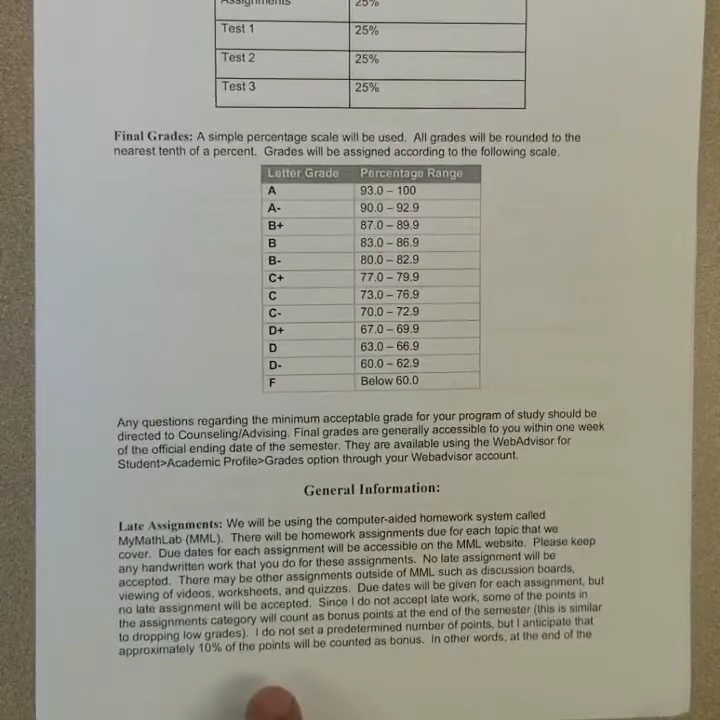 Assignments 25%
Test 1 25%
Test 2 25%
Test 3 25%
Final Grades: A simple percentage scale will be used. All grades will be rounded to the
nearest tenth of a percent. Grades will be assigned according to the following scale.
Letter Grade Percentage Range
A 93.0 – 100
A- 90.0 – 92.9
B+ 87.0 – 89.9
B 83.0 – 86.9
B- 80.0 – 82.9
C+ 77.0 – 79.9
C 73.0 – 76.9
C- 70.0 – 72.9
D+ 67.0 – 69.9
D 63.0 – 66.9
D- 60.0 – 62.9
F Below 60.0
Any questions regarding the minimum acceptable grade for your program of study should be
directed to Counseling/Advising. Final grades are generally accessible to you within one week
of the official ending date of the semester. They are available using the WebAdvisor for
Student>Academic Profile>Grades option through your Webadvisor account.
General Information:
Late Assignments: We will be using the computer-aided homework system called
MyMathLab (MML). There will be homework assignments due for each topic that we
cover. Due dates for each assignment will be accessible on the MML website. Please keep
any handwritten work that you do for these assignments. No late assignment will be
accepted. There may be other assignments outside of MML such as discussion boards,
viewing of videos, worksheets, and quizzes. Due dates will be given for each assignment, but
no late assignment will be accepted. Since I do not accept late work, some of the points in
the assignments category will count as bonus points at the end of the semester (this is similar
to dropping low grades). I do not set a predetermined number of points, but I anticipate that
approximately 10% of the points will be counted as bonus. In other words, at the end of the